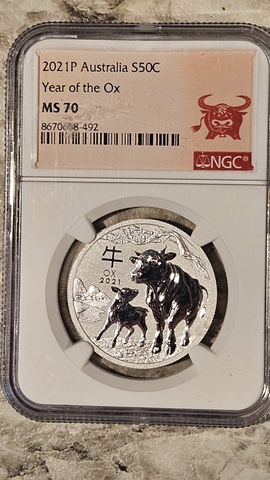 2021P Australia S50C
Year of the Ox
MS 70
NGC
牛
OX
2021